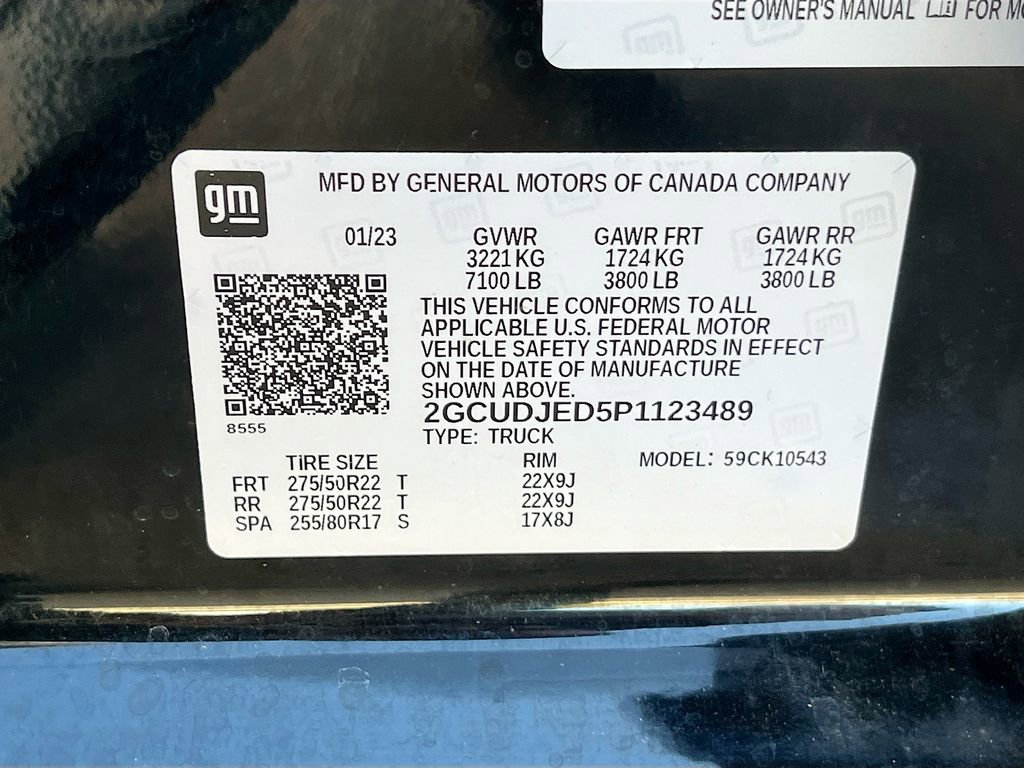 SEE OWNER'S MANUAL FOR
gm
MFD BY GENERAL MOTORS OF CANADA COMPANY
01/23 GVWR GAWR FRT GAWR RR
3221 KG 1724 KG 1724 KG
7100 LB 3800 LB 3800 LB
THIS VEHICLE CONFORMS TO ALL
APPLICABLE U.S. FEDERAL MOTOR
VEHICLE SAFETY STANDARDS IN EFFECT
ON THE DATE OF MANUFACTURE
SHOWN ABOVE.
2GCUDJED5P1123489
8555
TYPE: TRUCK
TIRE SIZE RIM MODEL: 59CK10543
FRT 275/50R22 T 22X9J
RR 275/50R22 T 22X9J
SPA 255/80R17 S 17X8J